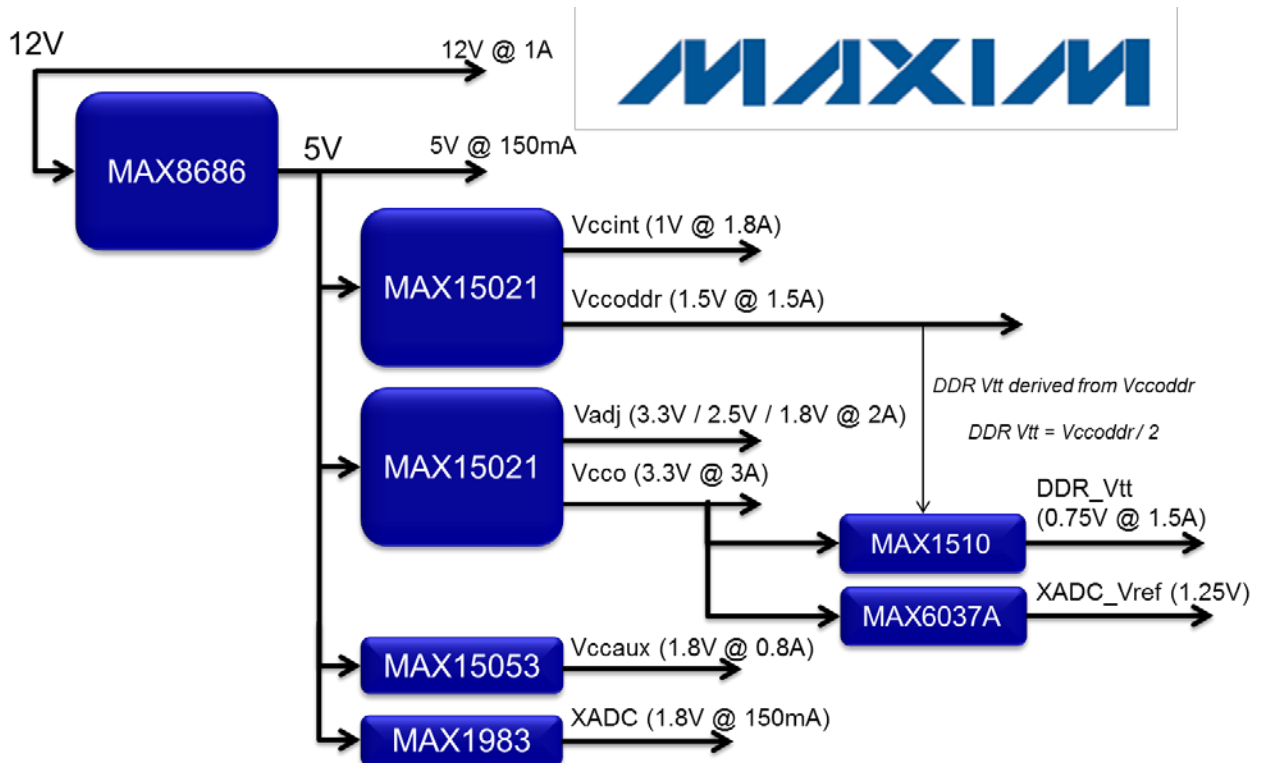 12V
12V @ 1A
MAXIM
MAX8686
5V
5V @ 150mA
MAX15021
Vccint (1V @ 1.8A)
Vccoddr (1.5V @ 1.5A)
DDR Vtt derived from Vccoddr
DDR Vtt = Vccoddr / 2
MAX15021
Vadj (3.3V / 2.5V / 1.8V @ 2A)
Vcco (3.3V @ 3A)
MAX1510
DDR_Vtt
(0.75V @ 1.5A)
MAX6037A
XADC_Vref (1.25V)
MAX15053
Vccaux (1.8V @ 0.8A)
MAX1983
XADC (1.8V @ 150mA)